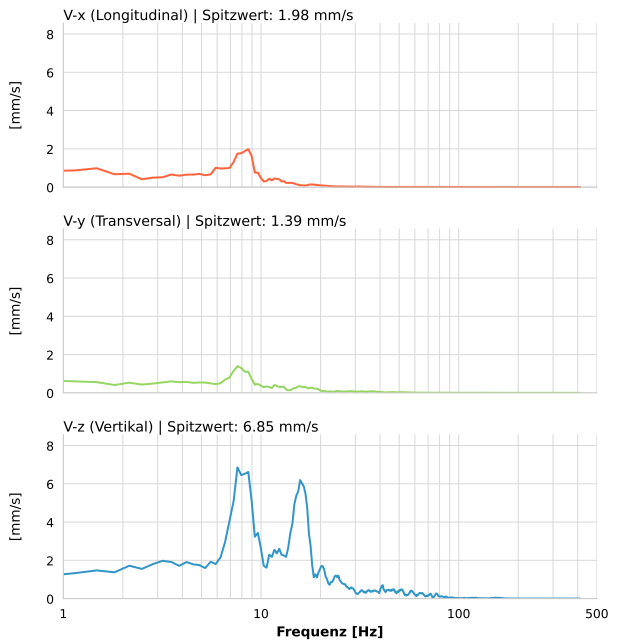 V-x (Longitudinal) | Spitzwert: 1.98 mm/s
8
6
[mm/s]
4
2
0
V-y (Transversal) | Spitzwert: 1.39 mm/s
8
6
[mm/s]
4
2
0
V-z (Vertikal) | Spitzwert: 6.85 mm/s
8
6
[mm/s]
4
2
0
1 10 100 500
Frequenz [Hz]